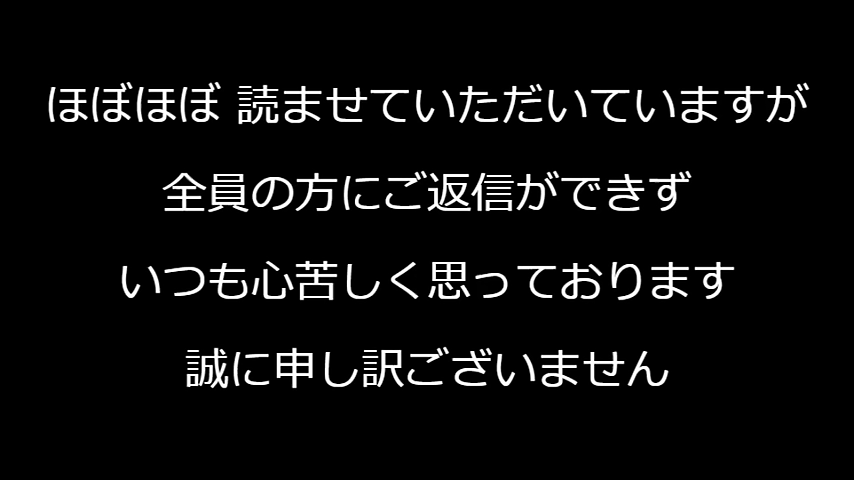 ほぼほぼ 読ませていただいていますが
全員の方にご返信ができず
いつも心苦しく思っております
誠に申し訳ございません